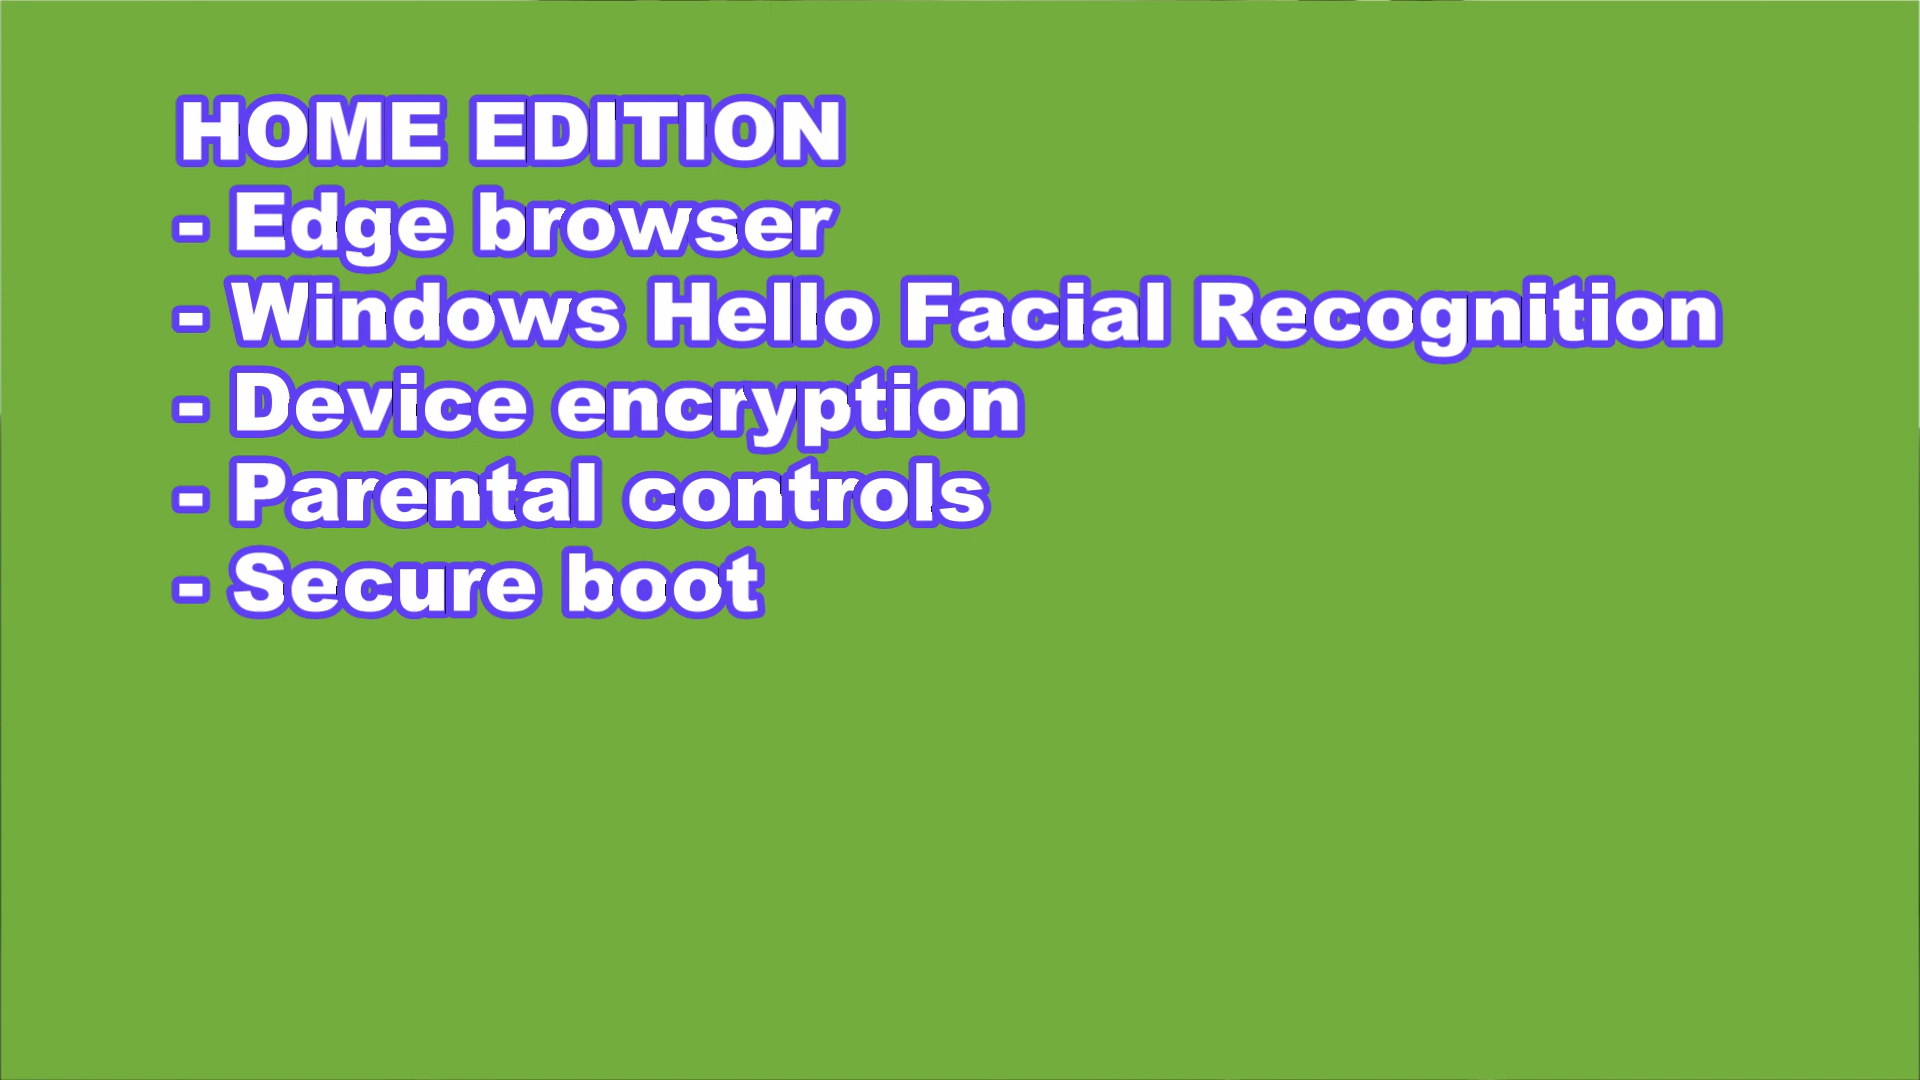 HOME EDITION
- Edge browser
- Windows Hello Facial Recognition
- Device encryption
- Parental controls
- Secure boot